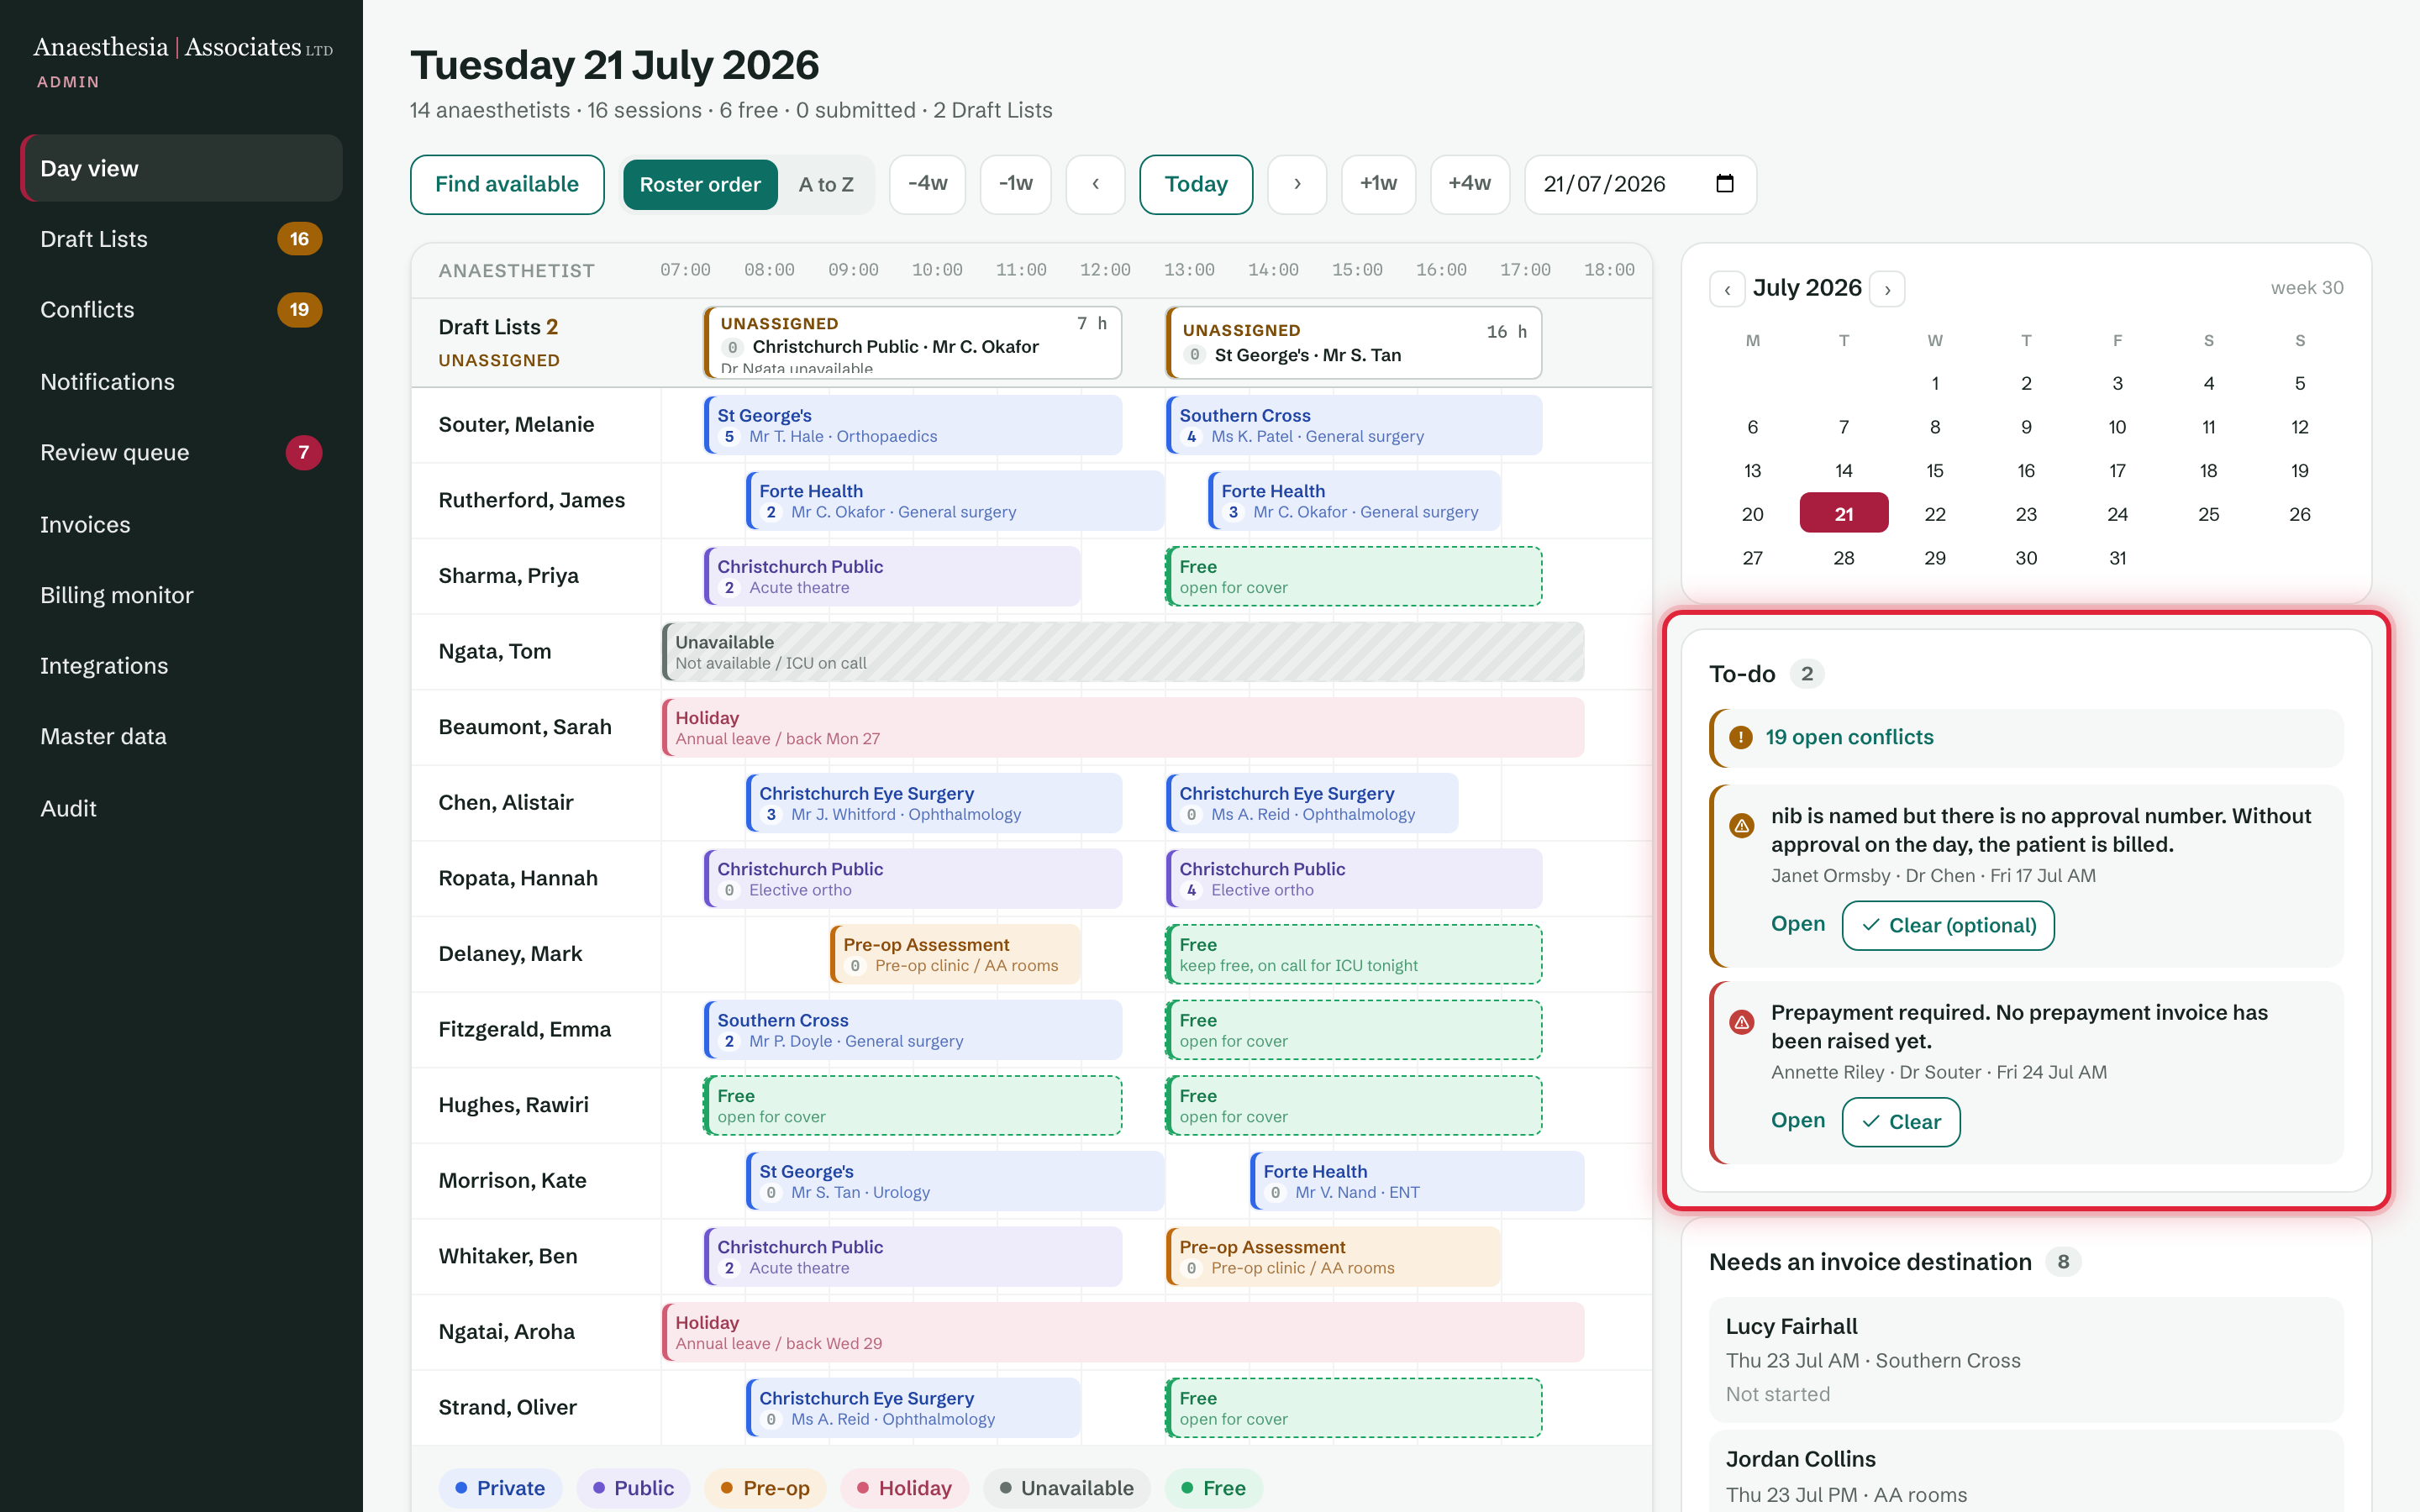 Anaesthesia | Associates LTD
ADMIN
Day view
Draft Lists 16
Conflicts 19
Notifications
Review queue 7
Invoices
Billing monitor
Integrations
Master data
Audit
Tuesday 21 July 2026
14 anaesthetists · 16 sessions · 6 free · 0 submitted · 2 Draft Lists
Find available Roster order A to Z -4w -1w ‹ Today › +1w +4w 21/07/2026
ANAESTHETIST 07:00 08:00 09:00 10:00 11:00 12:00 13:00 14:00 15:00 16:00 17:00 18:00
Draft Lists 2
UNASSIGNED
UNASSIGNED 7 h
0 Christchurch Public · Mr C. Okafor
Dr Ngata unavailable
UNASSIGNED 16 h
0 St George's · Mr S. Tan
Souter, Melanie
St George's
5 Mr T. Hale · Orthopaedics
Southern Cross
4 Ms K. Patel · General surgery
Rutherford, James
Forte Health
2 Mr C. Okafor · General surgery
Forte Health
3 Mr C. Okafor · General surgery
Sharma, Priya
Christchurch Public
2 Acute theatre
Free
open for cover
Ngata, Tom
Unavailable
Not available / ICU on call
Beaumont, Sarah
Holiday
Annual leave / back Mon 27
Chen, Alistair
Christchurch Eye Surgery
3 Mr J. Whitford · Ophthalmology
Christchurch Eye Surgery
0 Ms A. Reid · Ophthalmology
Ropata, Hannah
Christchurch Public
0 Elective ortho
Christchurch Public
4 Elective ortho
Delaney, Mark
Pre-op Assessment
0 Pre-op clinic / AA rooms
Free
keep free, on call for ICU tonight
Fitzgerald, Emma
Southern Cross
2 Mr P. Doyle · General surgery
Free
open for cover
Hughes, Rawiri
Free
open for cover
Free
open for cover
Morrison, Kate
St George's
0 Mr S. Tan · Urology
Forte Health
0 Mr V. Nand · ENT
Whitaker, Ben
Christchurch Public
2 Acute theatre
Pre-op Assessment
0 Pre-op clinic / AA rooms
Ngatai, Aroha
Holiday
Annual leave / back Wed 29
Strand, Oliver
Christchurch Eye Surgery
0 Ms A. Reid · Ophthalmology
Free
open for cover
Private Public Pre-op Holiday Unavailable Free
‹ July 2026 › week 30
M T W T F S S
1 2 3 4 5
6 7 8 9 10 11 12
13 14 15 16 17 18 19
20 21 22 23 24 25 26
27 28 29 30 31
To-do 2
19 open conflicts
nib is named but there is no approval number. Without
approval on the day, the patient is billed.
Janet Ormsby · Dr Chen · Fri 17 Jul AM
Open ✓ Clear (optional)
Prepayment required. No prepayment invoice has
been raised yet.
Annette Riley · Dr Souter · Fri 24 Jul AM
Open ✓ Clear
Needs an invoice destination 8
Lucy Fairhall
Thu 23 Jul AM · Southern Cross
Not started
Jordan Collins
Thu 23 Jul PM · AA rooms